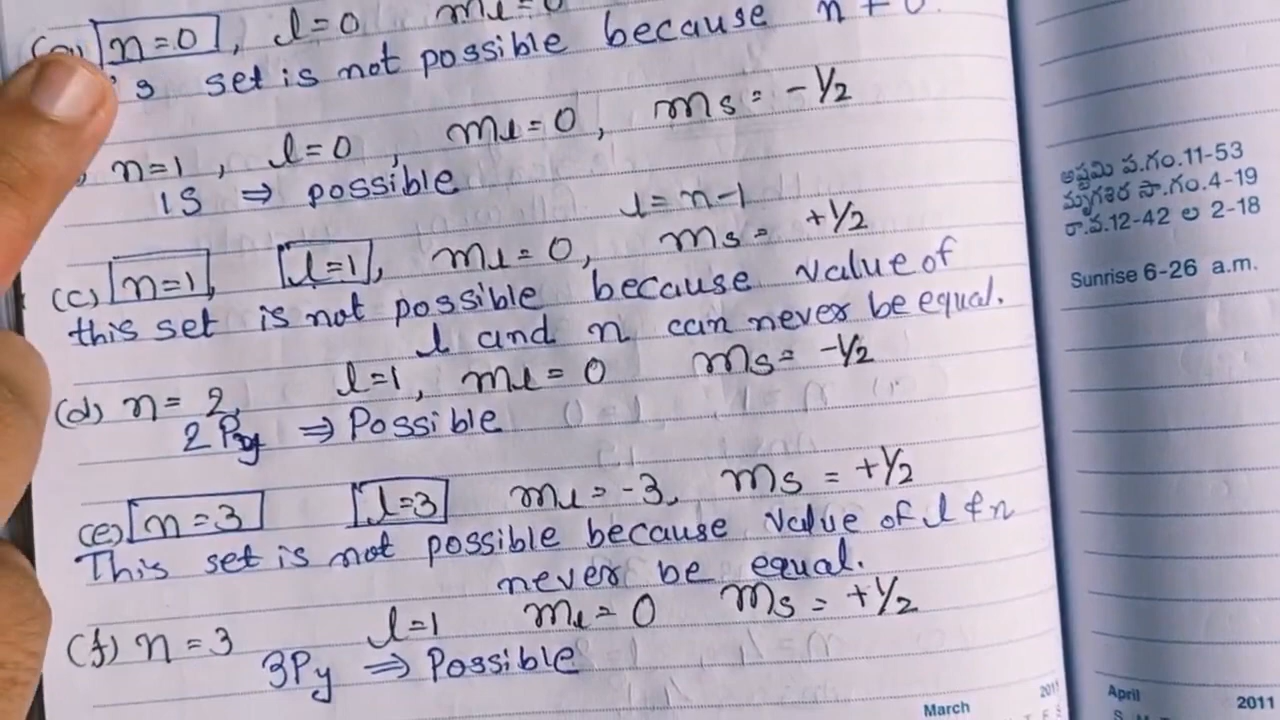 (a) n=0, l=0 ml=0
's set is not possible because n ≠ 0.
n=1, l=0, ml=0, ms= -1/2
1S ⇒ possible
l=n-1
(c) n=1, l=1, ml=0, ms= +1/2
this set is not possible because value of
l and n can never be equal.
(d) n= 2, l=1, ml= 0 ms= -1/2
2Py ⇒ Possible
(e) n=3 l=3 ml= -3, ms= +1/2
This set is not possible because value of l & n
never be equal.
(f) n=3 l=1 ml= 0 ms= +1/2
3Py ⇒ Possible
March 2011
అష్టమి ప.గం.11-53
మృగశిర సా.గం.4-19
రా.వ.12-42 ల 2-18
Sunrise 6-26 a.m.
April 2011